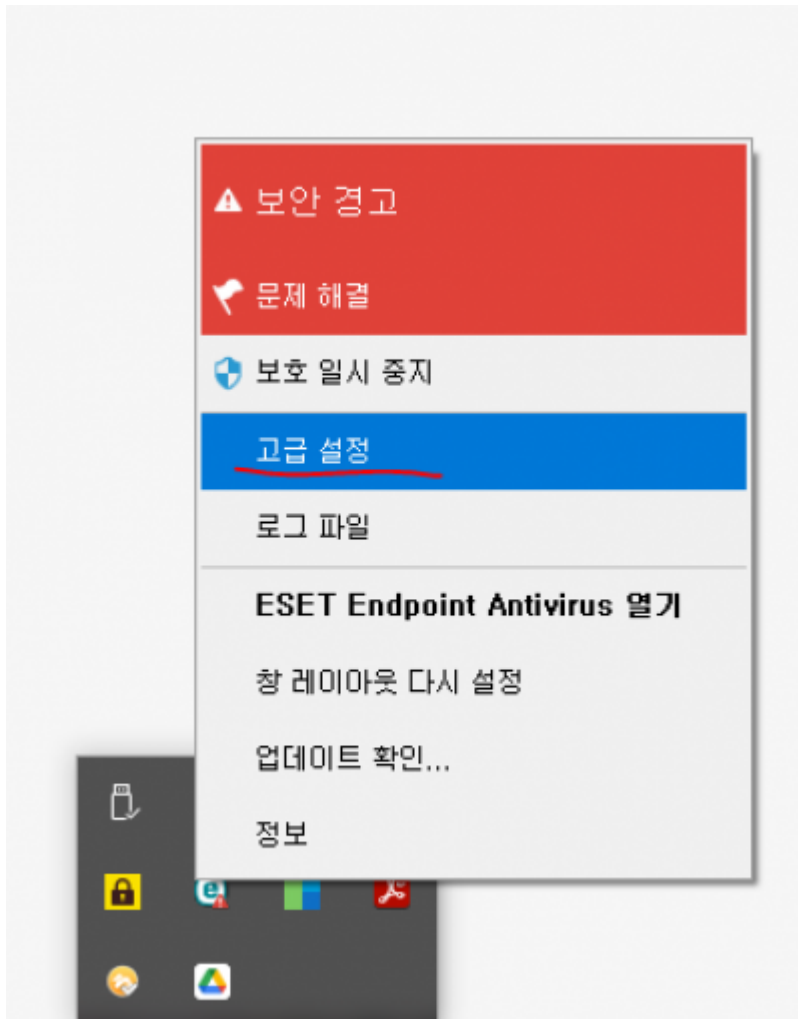 보안 경고
문제 해결
보호 일시 중지
고급 설정
로그 파일
ESET Endpoint Antivirus 열기
창 레이아웃 다시 설정
업데이트 확인...
정보